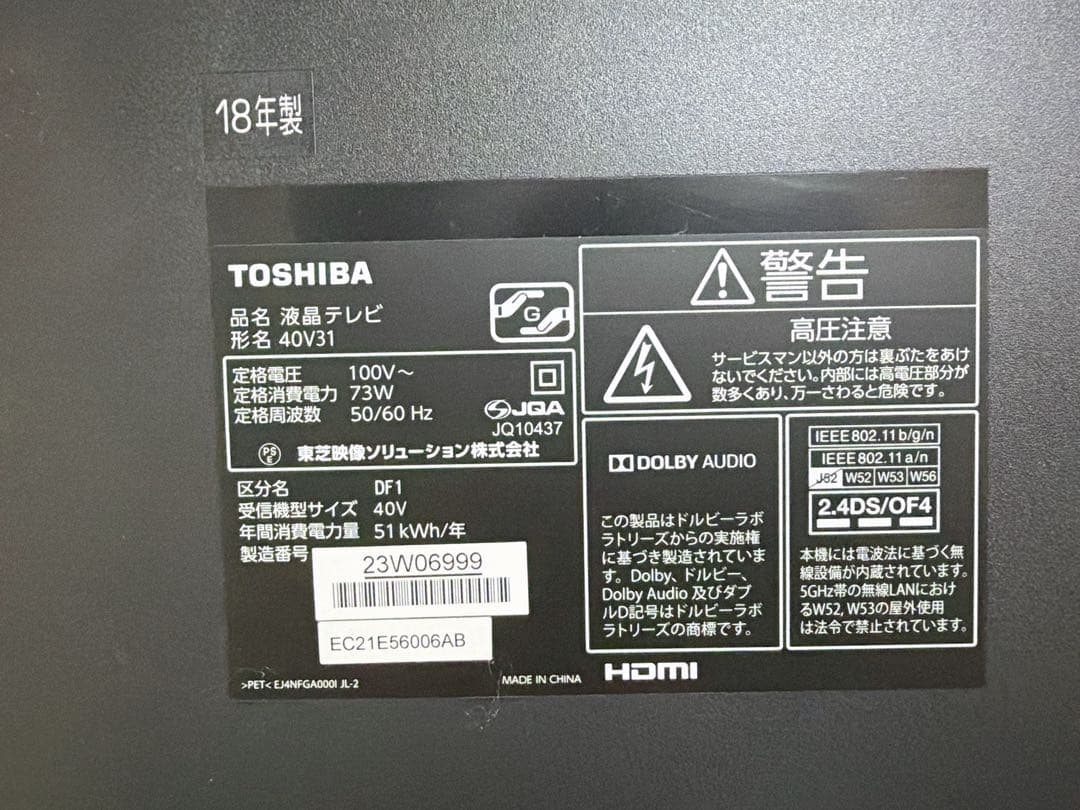 18年製
TOSHIBA
品名 液晶テレビ
形名 40V31
G
定格電圧 100V～
定格消費電力 73W
定格周波数 50/60 Hz
JQA
JQ10437
PS
E
東芝映像ソリューション株式会社
区分名 DF1
受信機型サイズ 40V
年間消費電力量 51kWh/年
製造番号
23W06999
EC21E56006AB
>PET< EJ4NFGA000I JL-2
MADE IN CHINA
HDMI
警告
高圧注意
サービスマン以外の方は裏ぶたをあけ
ないでください。内部には高電圧部分が
数多くあり、万一さわると危険です。
DOLBY AUDIO
この製品はドルビーラボ
ラトリーズからの実施権
に基づき製造されていま
す。Dolby、ドルビー、
Dolby Audio 及びダブ
ルD記号はドルビーラボ
ラトリーズの商標です。
IEEE802.11b/g/n
IEEE802.11a/n
J52 W52 W53 W56
2.4DS/OF4
本機には電波法に基づく無
線設備が内蔵されています。
5GHz帯の無線LANにおけ
るW52, W53の屋外使用
は法令で禁止されています。